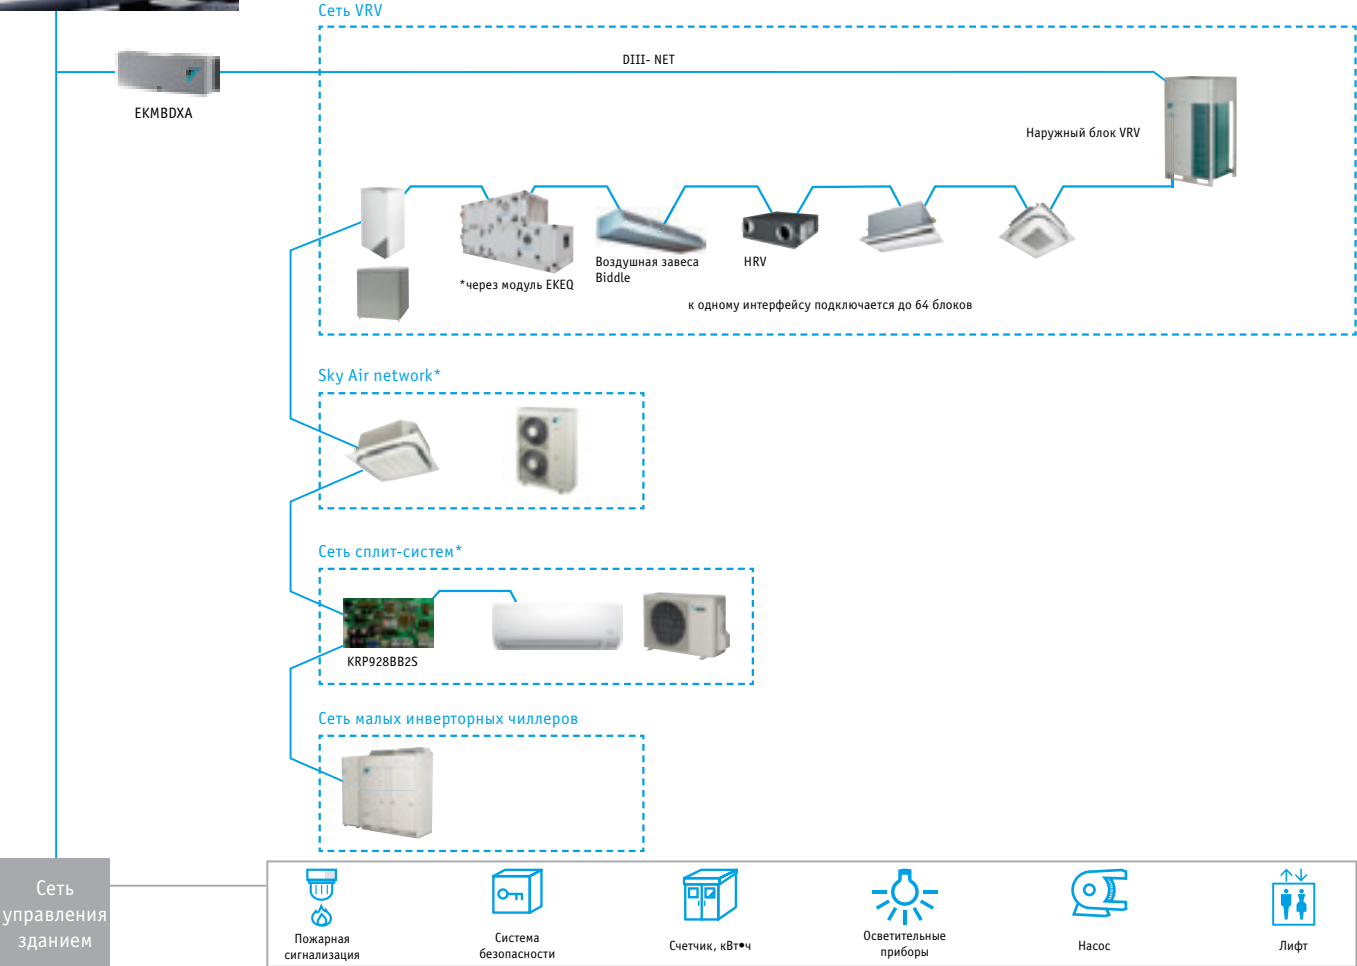 Сеть VRV
DIII- NET
EKMBDXA
Наружный блок VRV
Воздушная завеса
Biddle
HRV
*через модуль EKEQ
к одному интерфейсу подключается до 64 блоков
Sky Air network*
Сеть сплит-систем*
KRP928BB2S
Сеть малых инверторных чиллеров
Сеть
управления
зданием
Пожарная
сигнализация
Система
безопасности
Счетчик, кВт•ч
Осветительные
приборы
Насос
Лифт